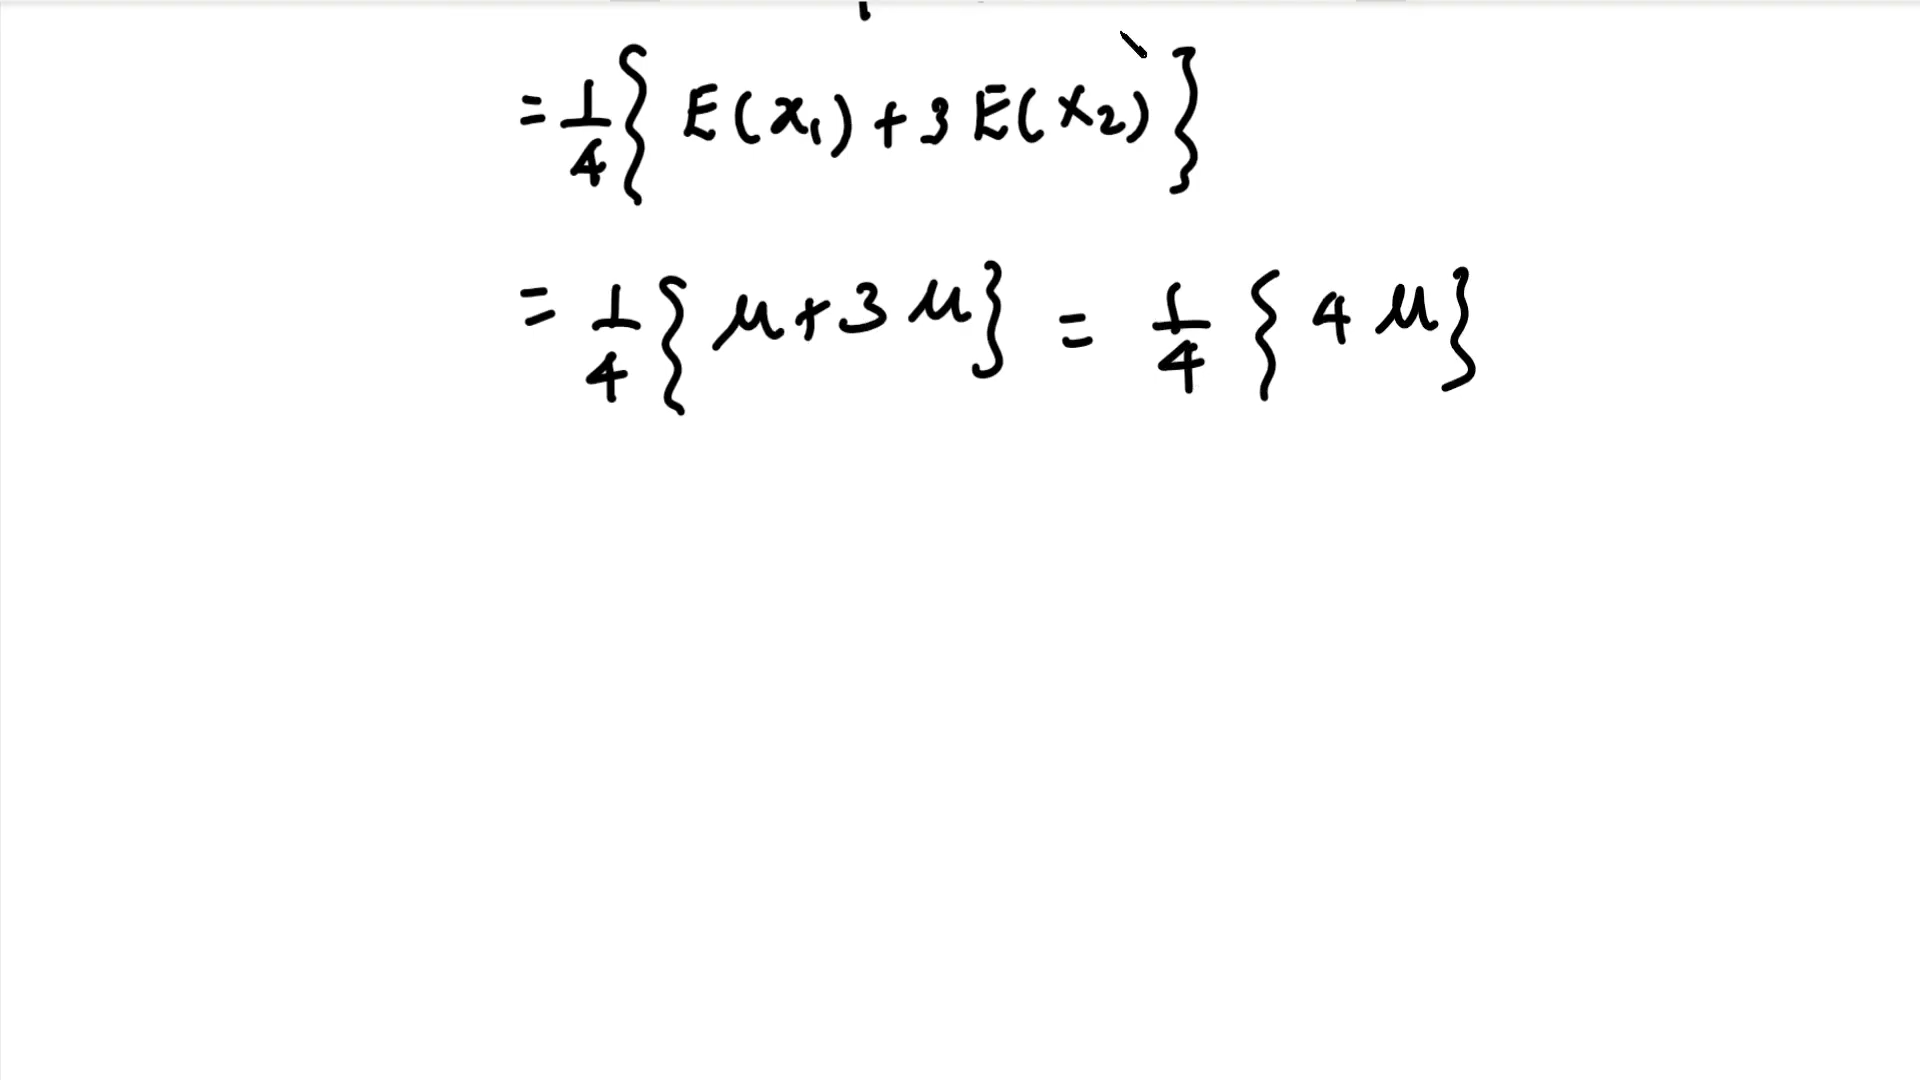 = 1/4 { E(x₁) + 3 E(x₂) }
= 1/4 { μ + 3 μ } = 1/4 { 4 μ }